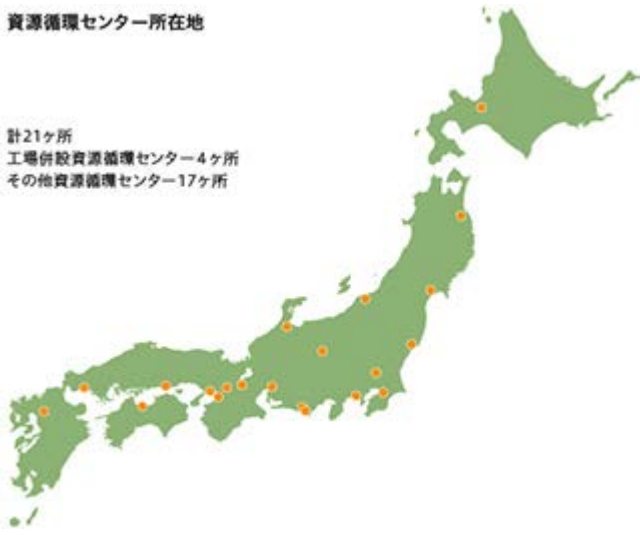 資源循環センター所在地
計21ヶ所
工場併設資源循環センター4ヶ所
その他資源循環センター17ヶ所